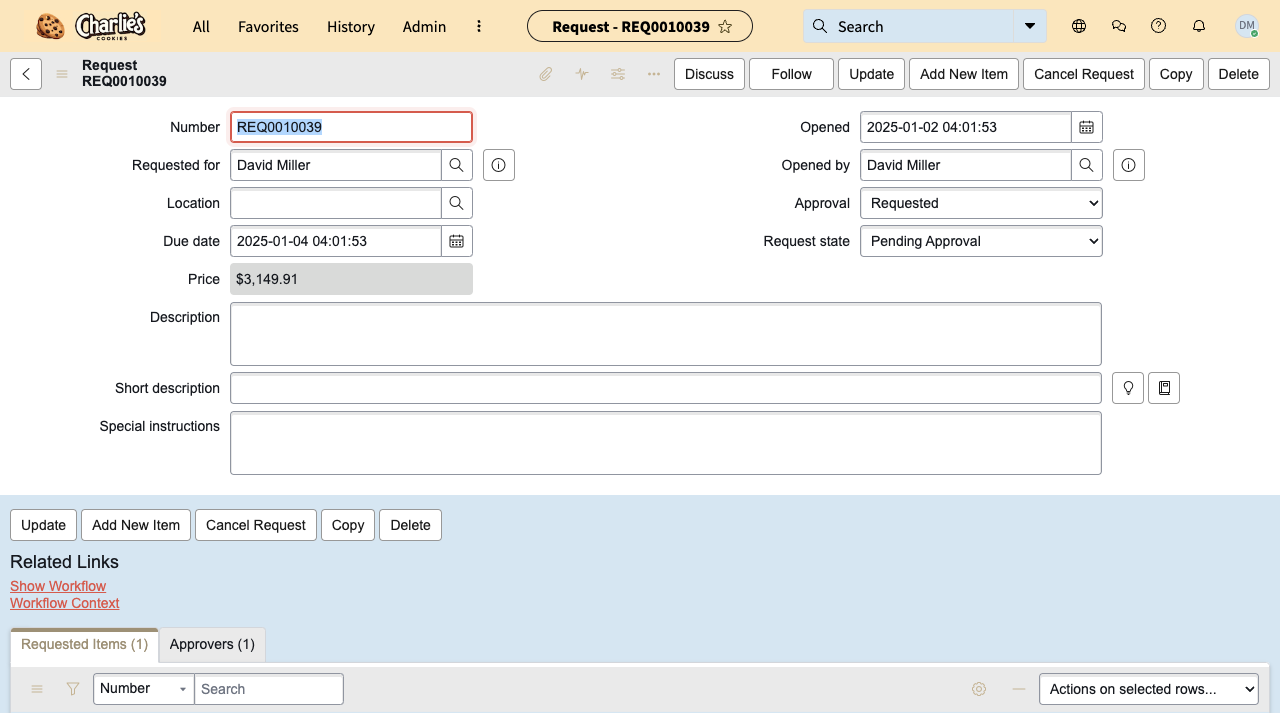 Charlie's COOKIES
All Favorites History Admin
Request - REQ0010039
Search
DM
Request
REQ0010039
Discuss Follow Update Add New Item Cancel Request Copy Delete
Number REQ0010039
Opened 2025-01-02 04:01:53
Requested for David Miller
Opened by David Miller
Location
Approval Requested
Due date 2025-01-04 04:01:53
Request state Pending Approval
Price $3,149.91
Description
Short description
Special instructions
Update Add New Item Cancel Request Copy Delete
Related Links
Show Workflow
Workflow Context
Requested Items (1) Approvers (1)
Number Search Actions on selected rows...